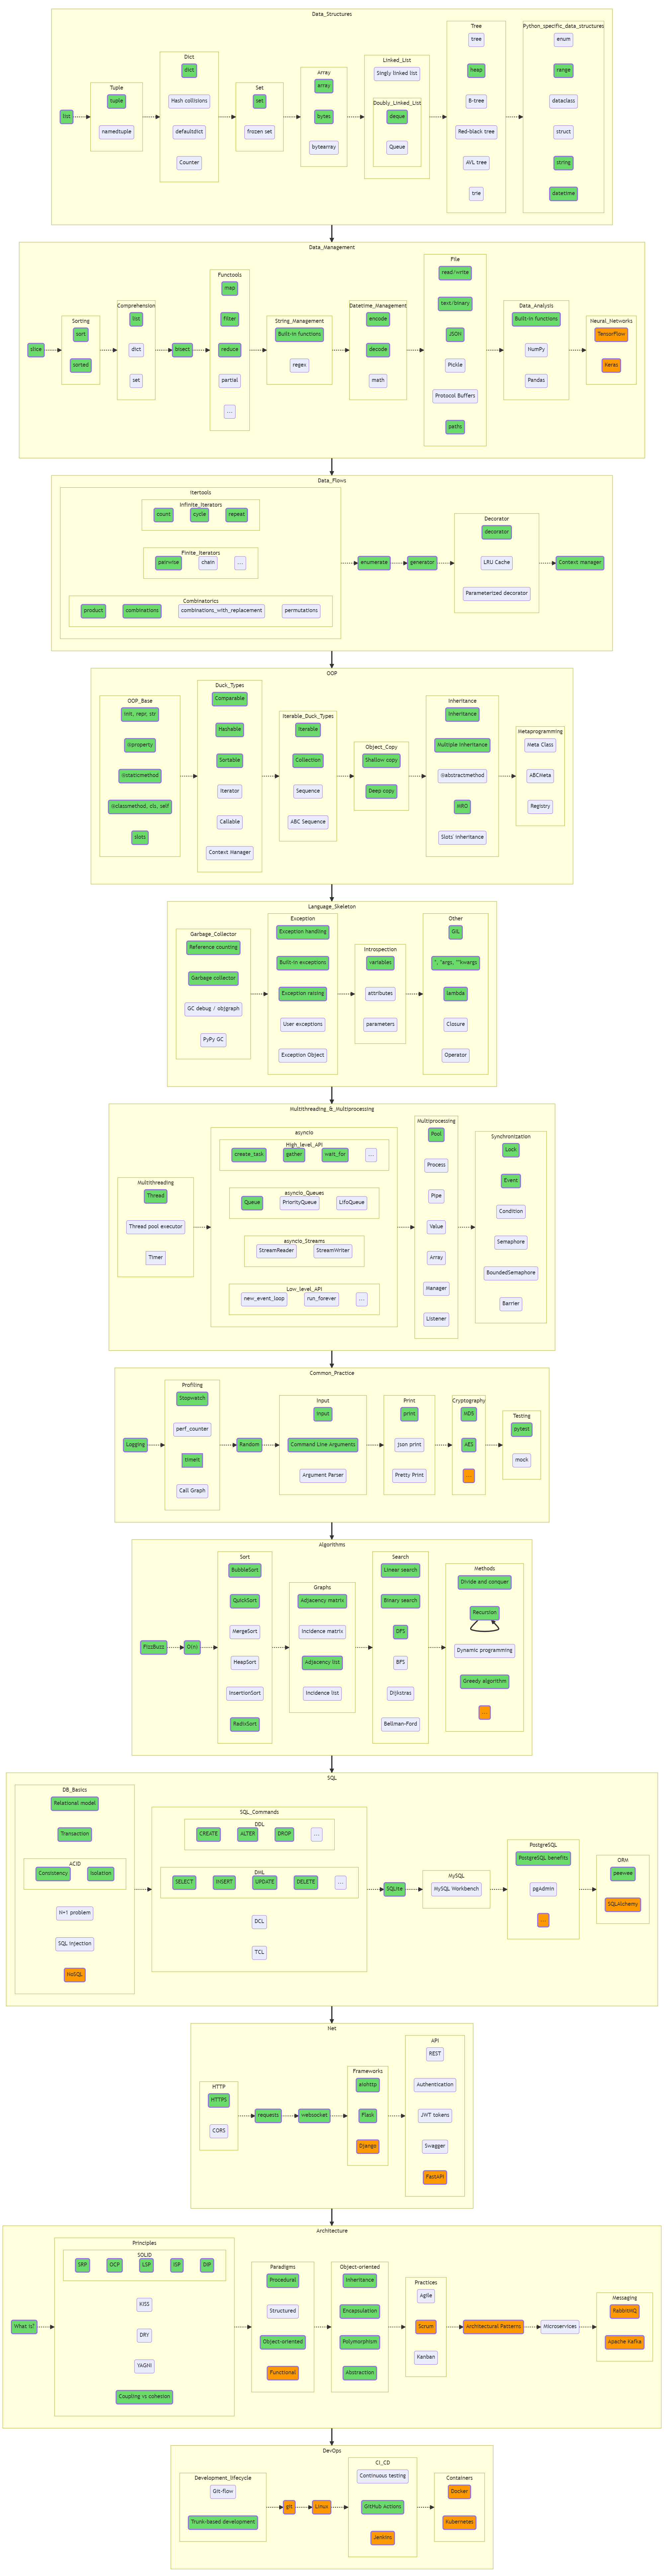 Data_Structures
list
Tuple
tuple
namedtuple
Dict
dict
Hash collisions
defaultdict
Counter
Set
set
frozen set
Array
array
bytes
bytearray
Linked_List
Singly linked list
Doubly_Linked_List
deque
Queue
Tree
tree
heap
B-tree
Red-black tree
AVL tree
trie
Python_specific_data_structures
enum
range
dataclass
struct
string
datetime
Data_Management
slice
Sorting
sort
sorted
Comprehension
list
dict
set
bisect
Functools
map
filter
reduce
partial
...
String_Management
Built-in functions
regex
Datetime_Management
encode
decode
math
File
read/write
text/binary
JSON
Pickle
Protocol Buffers
paths
Data_Analysis
Built-in functions
NumPy
Pandas
Neural_Networks
TensorFlow
Keras
Data_Flows
Itertools
Infinite_Iterators
count
cycle
repeat
Finite_Iterators
pairwise
chain
...
Combinatorics
product
combinations
combinations_with_replacement
permutations
enumerate
generator
Decorator
decorator
LRU Cache
Parameterized decorator
Context manager
OOP
OOP_Base
init, repr, str
@property
@staticmethod
@classmethod, cls, self
slots
Duck_Types
Comparable
Hashable
Sortable
Iterator
Callable
Context Manager
Iterable_Duck_Types
Iterable
Collection
Sequence
ABC Sequence
Object_Copy
Shallow copy
Deep copy
Inheritance
Inheritance
Multiple Inheritance
@abstractmethod
MRO
Slots' inheritance
Metaprogramming
Meta Class
ABCMeta
Registry
Language_Skeleton
Garbage_Collector
Reference counting
Garbage collector
GC debug / objgraph
PyPy GC
Exception
Exception handling
Built-in exceptions
Exception raising
User exceptions
Exception Object
Introspection
variables
attributes
parameters
Other
GIL
*, *args, **kwargs
lambda
Closure
Operator
Multithreading_&_Multiprocessing
Multithreading
Thread
Thread pool executor
Timer
asyncio
High_level_API
create_task
gather
wait_for
...
asyncio_Queues
Queue
PriorityQueue
LifoQueue
asyncio_Streams
StreamReader
StreamWriter
Low_level_API
new_event_loop
run_forever
...
Multiprocessing
Pool
Process
Pipe
Value
Array
Manager
Listener
Synchronization
Lock
Event
Condition
Semaphore
BoundedSemaphore
Barrier
Common_Practice
Logging
Profiling
Stopwatch
perf_counter
timeit
Call Graph
Random
Input
input
Command Line Arguments
Argument Parser
Print
print
json print
Pretty Print
Cryptography
MD5
AES
...
Testing
pytest
mock
Algorithms
FizzBuzz
O(n)
Sort
BubbleSort
QuickSort
MergeSort
HeapSort
InsertionSort
RadixSort
Graphs
Adjacency matrix
Incidence matrix
Adjacency list
Incidence list
Search
Linear search
Binary search
DFS
BFS
Dijkstras
Bellman-Ford
Methods
Divide and conquer
Recursion
Dynamic programming
Greedy algorithm
...
SQL
DB_Basics
Relational model
Transaction
ACID
Consistency
Isolation
N+1 problem
SQL injection
NoSQL
SQL_Commands
DDL
CREATE
ALTER
DROP
...
DML
SELECT
INSERT
UPDATE
DELETE
...
DCL
TCL
SQLite
MySQL
MySQL Workbench
PostgreSQL
PostgreSQL benefits
pgAdmin
...
ORM
peewee
SQLAlchemy
Net
HTTP
HTTPS
CORS
requests
websocket
Frameworks
aiohttp
Flask
Django
API
REST
Authentication
JWT tokens
Swagger
FastAPI
Architecture
What is?
Principles
SOLID
SRP
OCP
LSP
ISP
DIP
KISS
DRY
YAGNI
Coupling vs cohesion
Paradigms
Procedural
Structured
Object-oriented
Functional
Object-oriented
Inheritance
Encapsulation
Polymorphism
Abstraction
Practices
Agile
Scrum
Kanban
Architectural Patterns
Microservices
Messaging
RabbitMQ
Apache Kafka
DevOps
Development_lifecycle
Git-flow
Trunk-based development
git
Linux
CI_CD
Continuous testing
GitHub Actions
Jenkins
Containers
Docker
Kubernetes